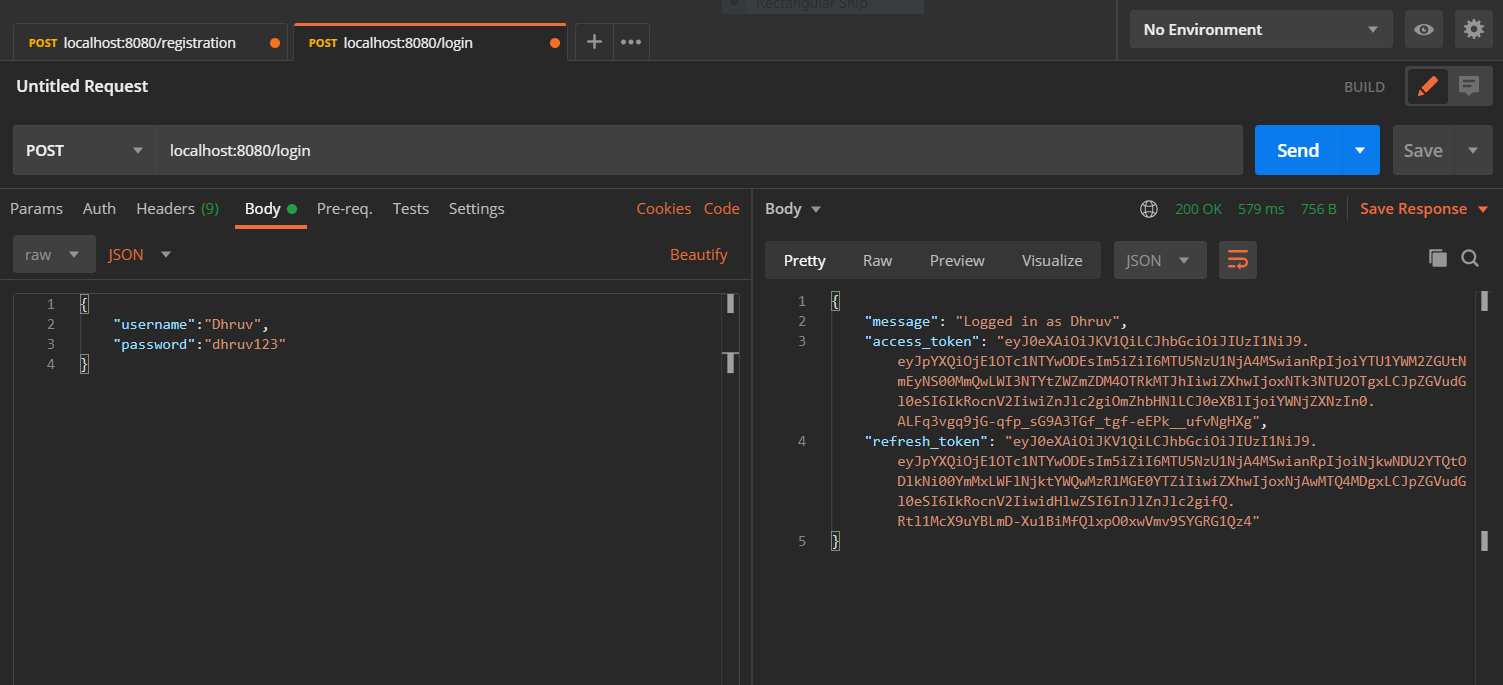 Rectangular Snip
POST localhost:8080/registration
POST localhost:8080/login
No Environment
Untitled Request
BUILD
POST
localhost:8080/login
Send
Save
Params Auth Headers (9) Body Pre-req. Tests Settings Cookies Code
raw JSON Beautify
1 {
2 "username":"Dhruv",
3 "password":"dhruv123"
4 }
Body 200 OK 579 ms 756 B Save Response
Pretty Raw Preview Visualize JSON
1 {
2 "message": "Logged in as Dhruv",
3 "access_token": "eyJ0eXAiOiJKV1QiLCJhbGciOiJIUzI1NiJ9.
eyJpYXQiOjE1OTc1NTYwODEsIm5iZiI6MTU5NzU1NjA4MSwianRpIjoiYTU1YWM2ZGUtN
mEyNS00MmQwLWI3NTYtZWZmZDM4OTRkMTJhIiwiZXhwIjoxNTk3NTU2OTgxLCJpZGVudG
l0eSI6IkRocnV2IiwiZnJlc2giOmZhbHNlLCJ0eXBlIjoiYWNjZXNzIn0.
ALFq3vgq9jG-qfp_sG9A3TGf_tgf-eEPk__ufvNgHXg",
4 "refresh_token": "eyJ0eXAiOiJKV1QiLCJhbGciOiJIUzI1NiJ9.
eyJpYXQiOjE1OTc1NTYwODEsIm5iZiI6MTU5NzU1NjA4MSwianRpIjoiNjkwNDU2YTQtO
DlkNi00YmMxLWFlNjktYWQwMzRlMGE0YTZiIiwiZXhwIjoxNjAwMTQ4MDgxLCJpZGVudG
l0eSI6IkRocnV2IiwidHlwZSI6InJlZnJlc2gifQ.
Rtl1McX9uYBLmD-Xu1BiMfQlxpO0xwVmv9SYGRG1Qz4"
5 }